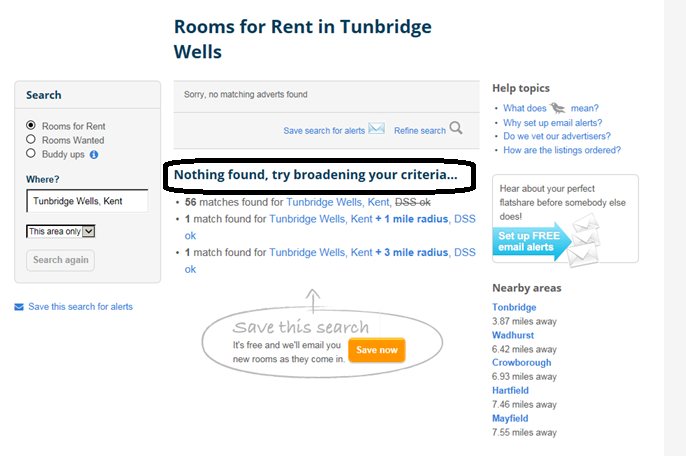 Rooms for Rent in Tunbridge
Wells
Search
Rooms for Rent
Rooms Wanted
Buddy ups
Where?
Tunbridge Wells, Kent
This area only
Search again
Save this search for alerts
Sorry, no matching adverts found
Save search for alerts
Refine search
Nothing found, try broadening your criteria...
• 56 matches found for Tunbridge Wells, Kent, DSS ok
• 1 match found for Tunbridge Wells, Kent + 1 mile radius, DSS
ok
• 1 match found for Tunbridge Wells, Kent + 3 mile radius, DSS
ok
Save this search
It's free and we'll email you
new rooms as they come in.
Save now
Help topics
• What does mean?
• Why set up email alerts?
• Do we vet our advertisers?
• How are the listings ordered?
Hear about your perfect
flatshare before somebody else
does!
Set up FREE
email alerts
Nearby areas
Tonbridge
3.87 miles away
Wadhurst
6.42 miles away
Crowborough
6.93 miles away
Hartfield
7.46 miles away
Mayfield
7.55 miles away